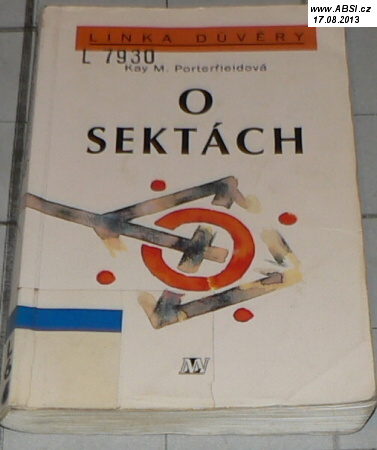 www.ABSI.cz
17.08.2013
LINKA DŮVĚRY
L 7930
Kay M. Porterfieldová
O
SEKTÁCH